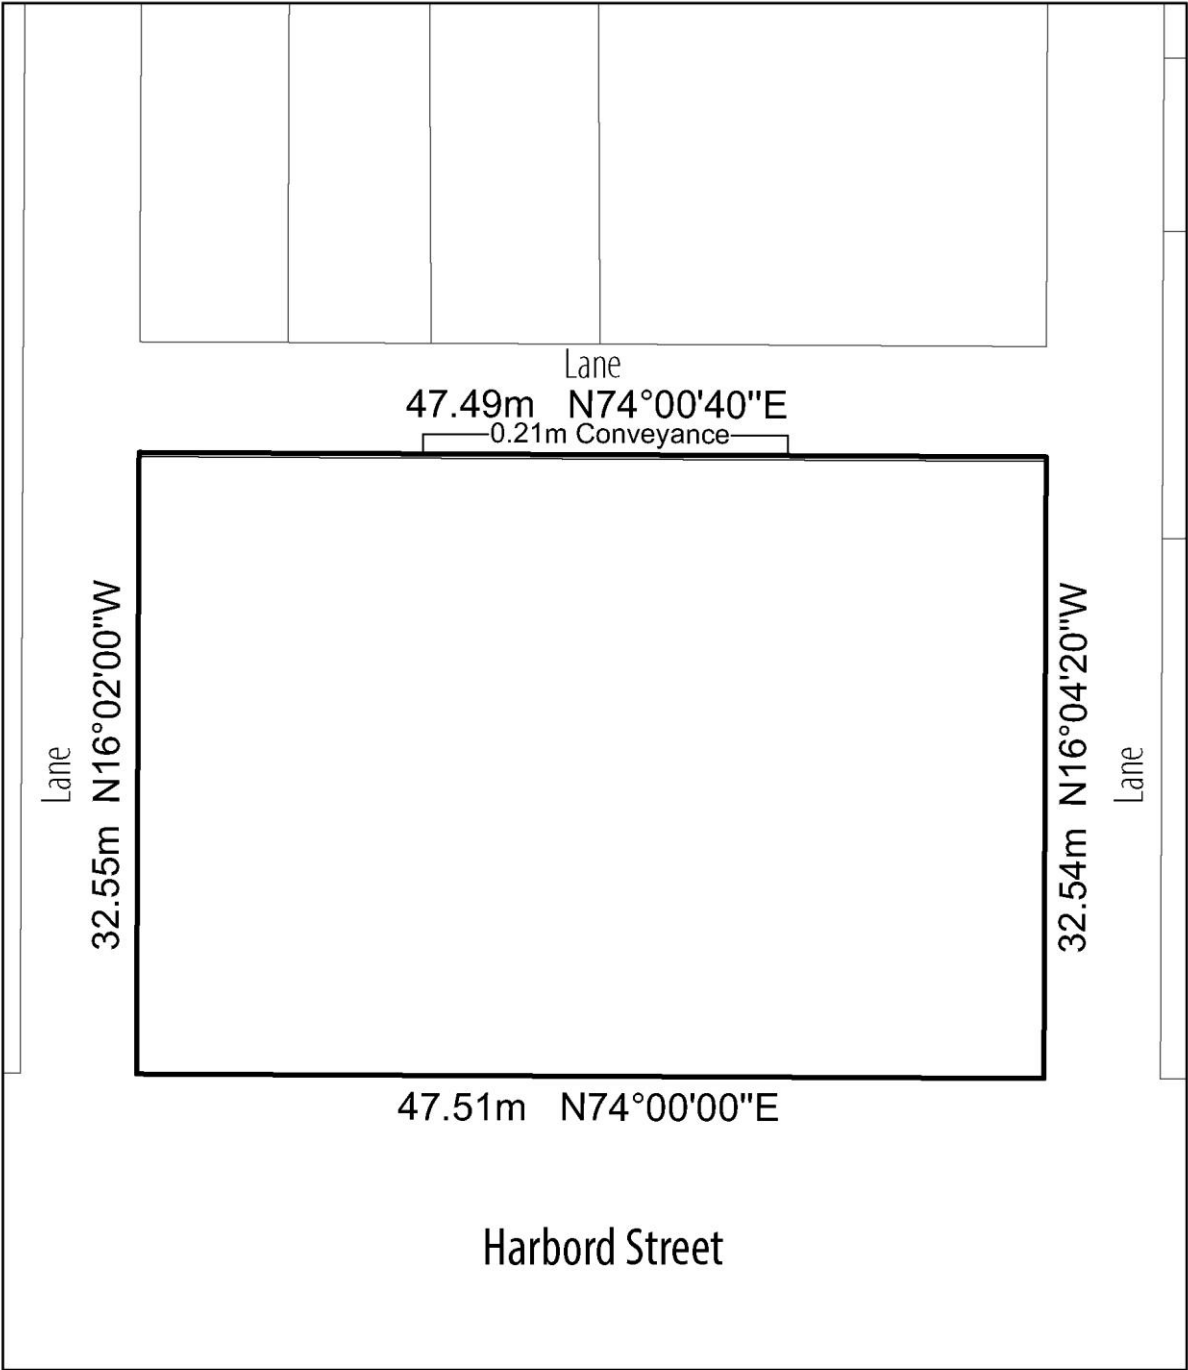 Lane
47.49m N74°00'40"E
0.21m Conveyance
Lane
32.55m N16°02'00"W
32.54m N16°04'20"W
Lane
47.51m N74°00'00"E
Harbord Street